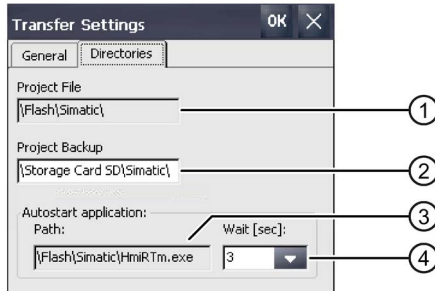 Transfer Settings OK ×
General Directories
Project File
\Flash\Simatic\
1
Project Backup
\Storage Card SD\Simatic\
2
Autostart application:
3
Path: Wait [sec]:
\Flash\Simatic\HmiRTm.exe 3
4